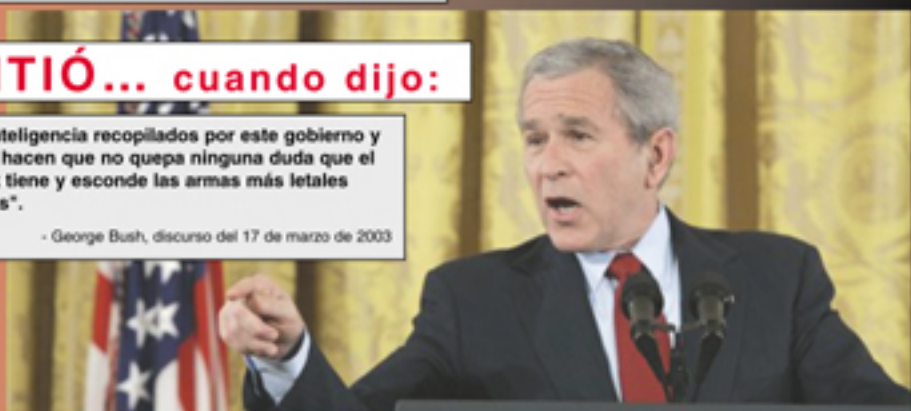 TIÓ... cuando dijo:
teligencia recopilados por este gobierno y
hacen que no quepa ninguna duda que el
tiene y esconde las armas más letales
s".
- George Bush, discurso del 17 de marzo de 2003